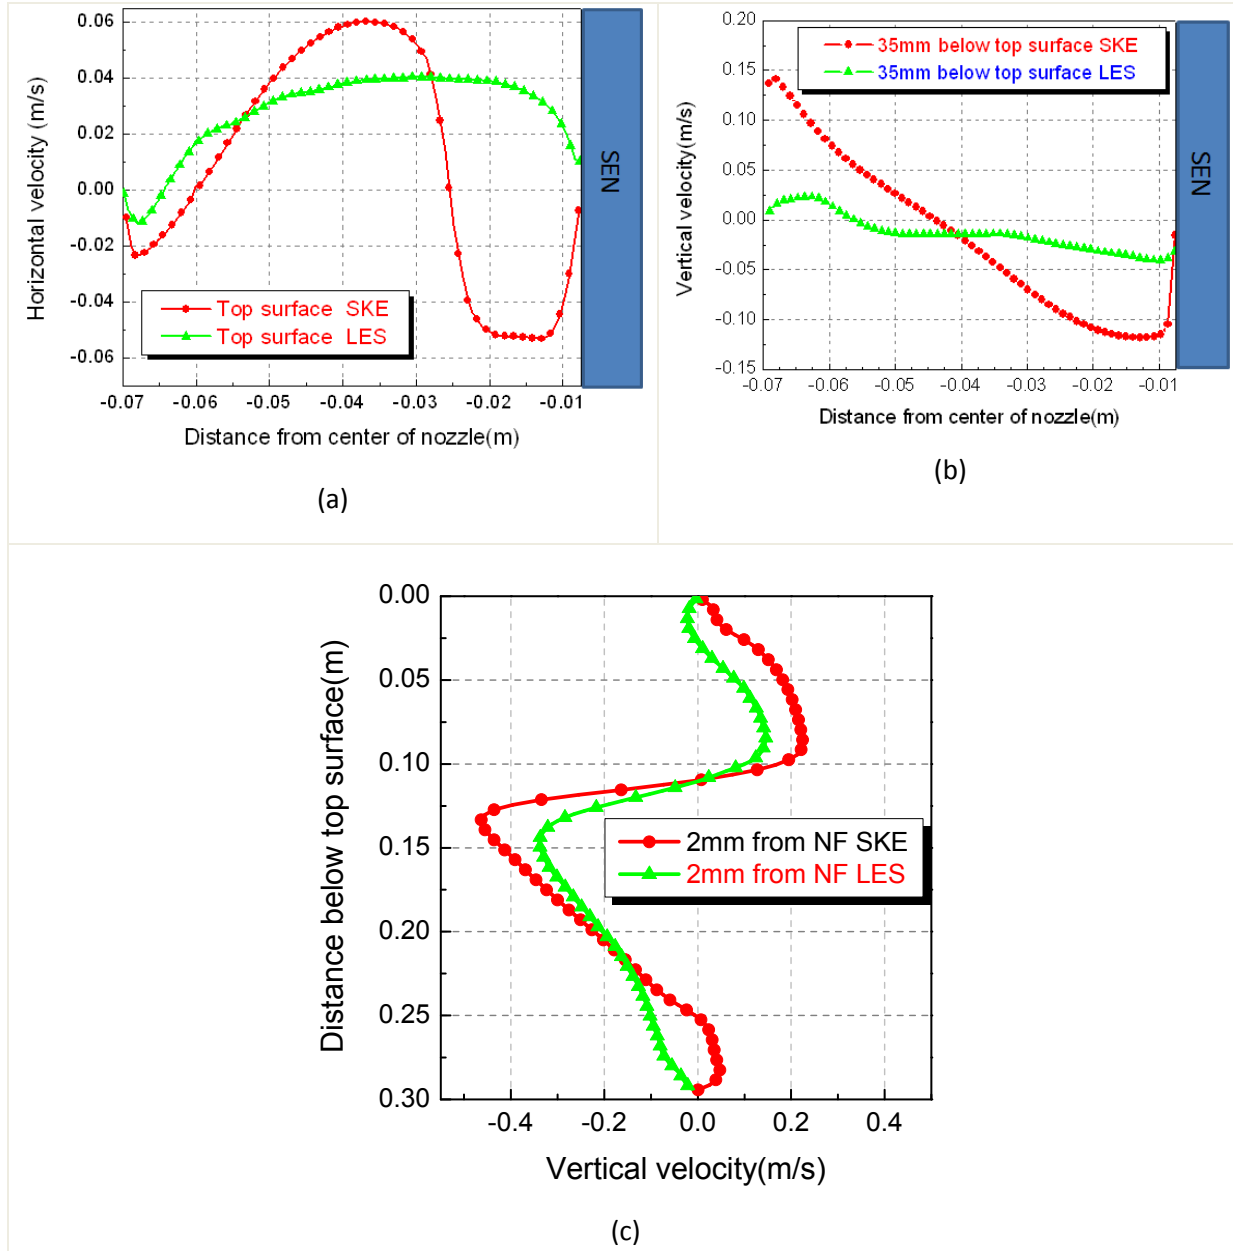 0.06
0.04
0.02
0.00
-0.02
-0.04
-0.06
Horizontal velocity (m/s)
Top surface SKE
Top surface LES
-0.07 -0.06 -0.05 -0.04 -0.03 -0.02 -0.01
Distance from center of nozzle(m)
SEN
(a)
0.20
0.15
0.10
0.05
0.00
-0.05
-0.10
-0.15
Vertical velocity(m/s)
35mm below top surface SKE
35mm below top surface LES
-0.07 -0.06 -0.05 -0.04 -0.03 -0.02 -0.01
Distance from center of nozzle(m)
SEN
(b)
0.00
0.05
0.10
0.15
0.20
0.25
0.30
Distance below top surface(m)
2mm from NF SKE
2mm from NF LES
-0.4 -0.2 0.0 0.2 0.4
Vertical velocity(m/s)
(c)